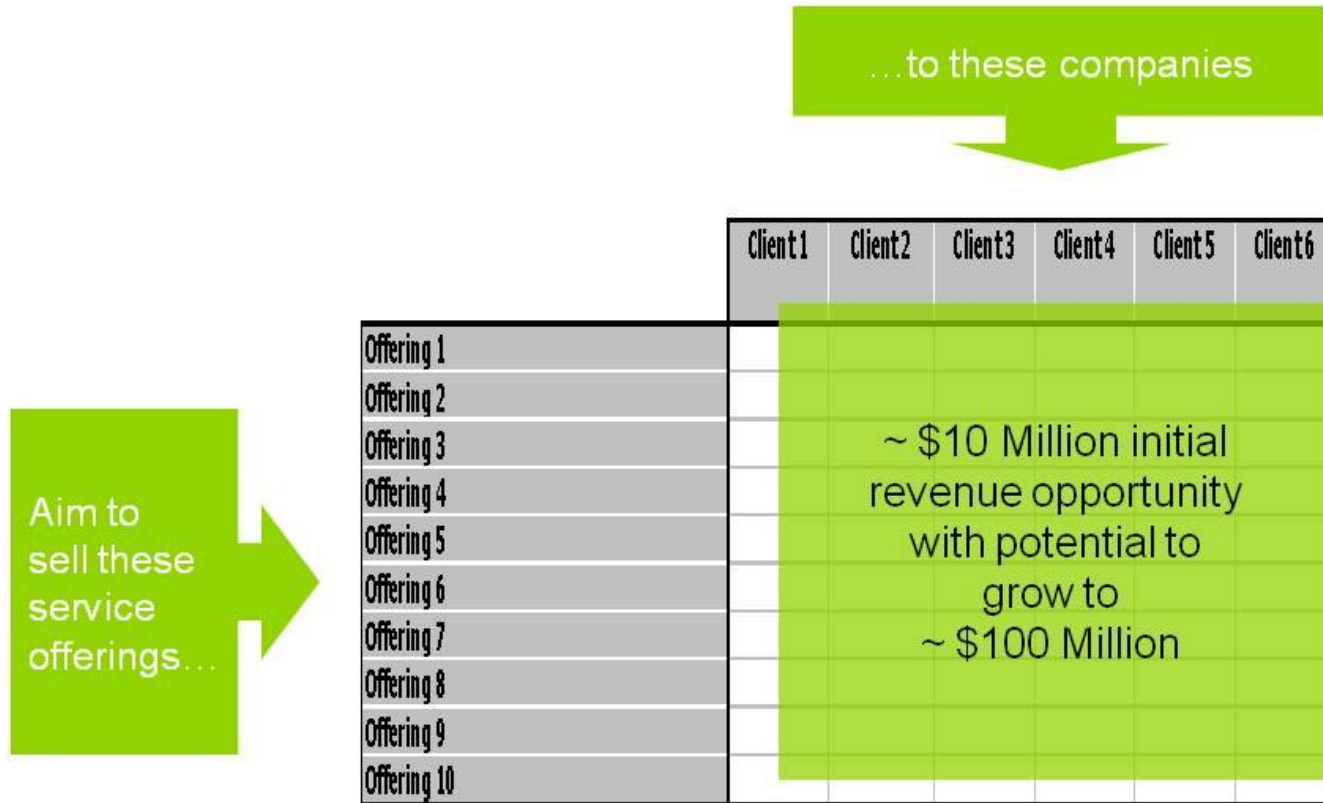 …to these companies
Client1 Client2 Client3 Client4 Client5 Client6
Offering 1
Offering 2
Offering 3
Offering 4
Offering 5
Offering 6
Offering 7
Offering 8
Offering 9
Offering 10
Aim to
sell these
service
offerings…
~ $10 Million initial
revenue opportunity
with potential to
grow to
~ $100 Million